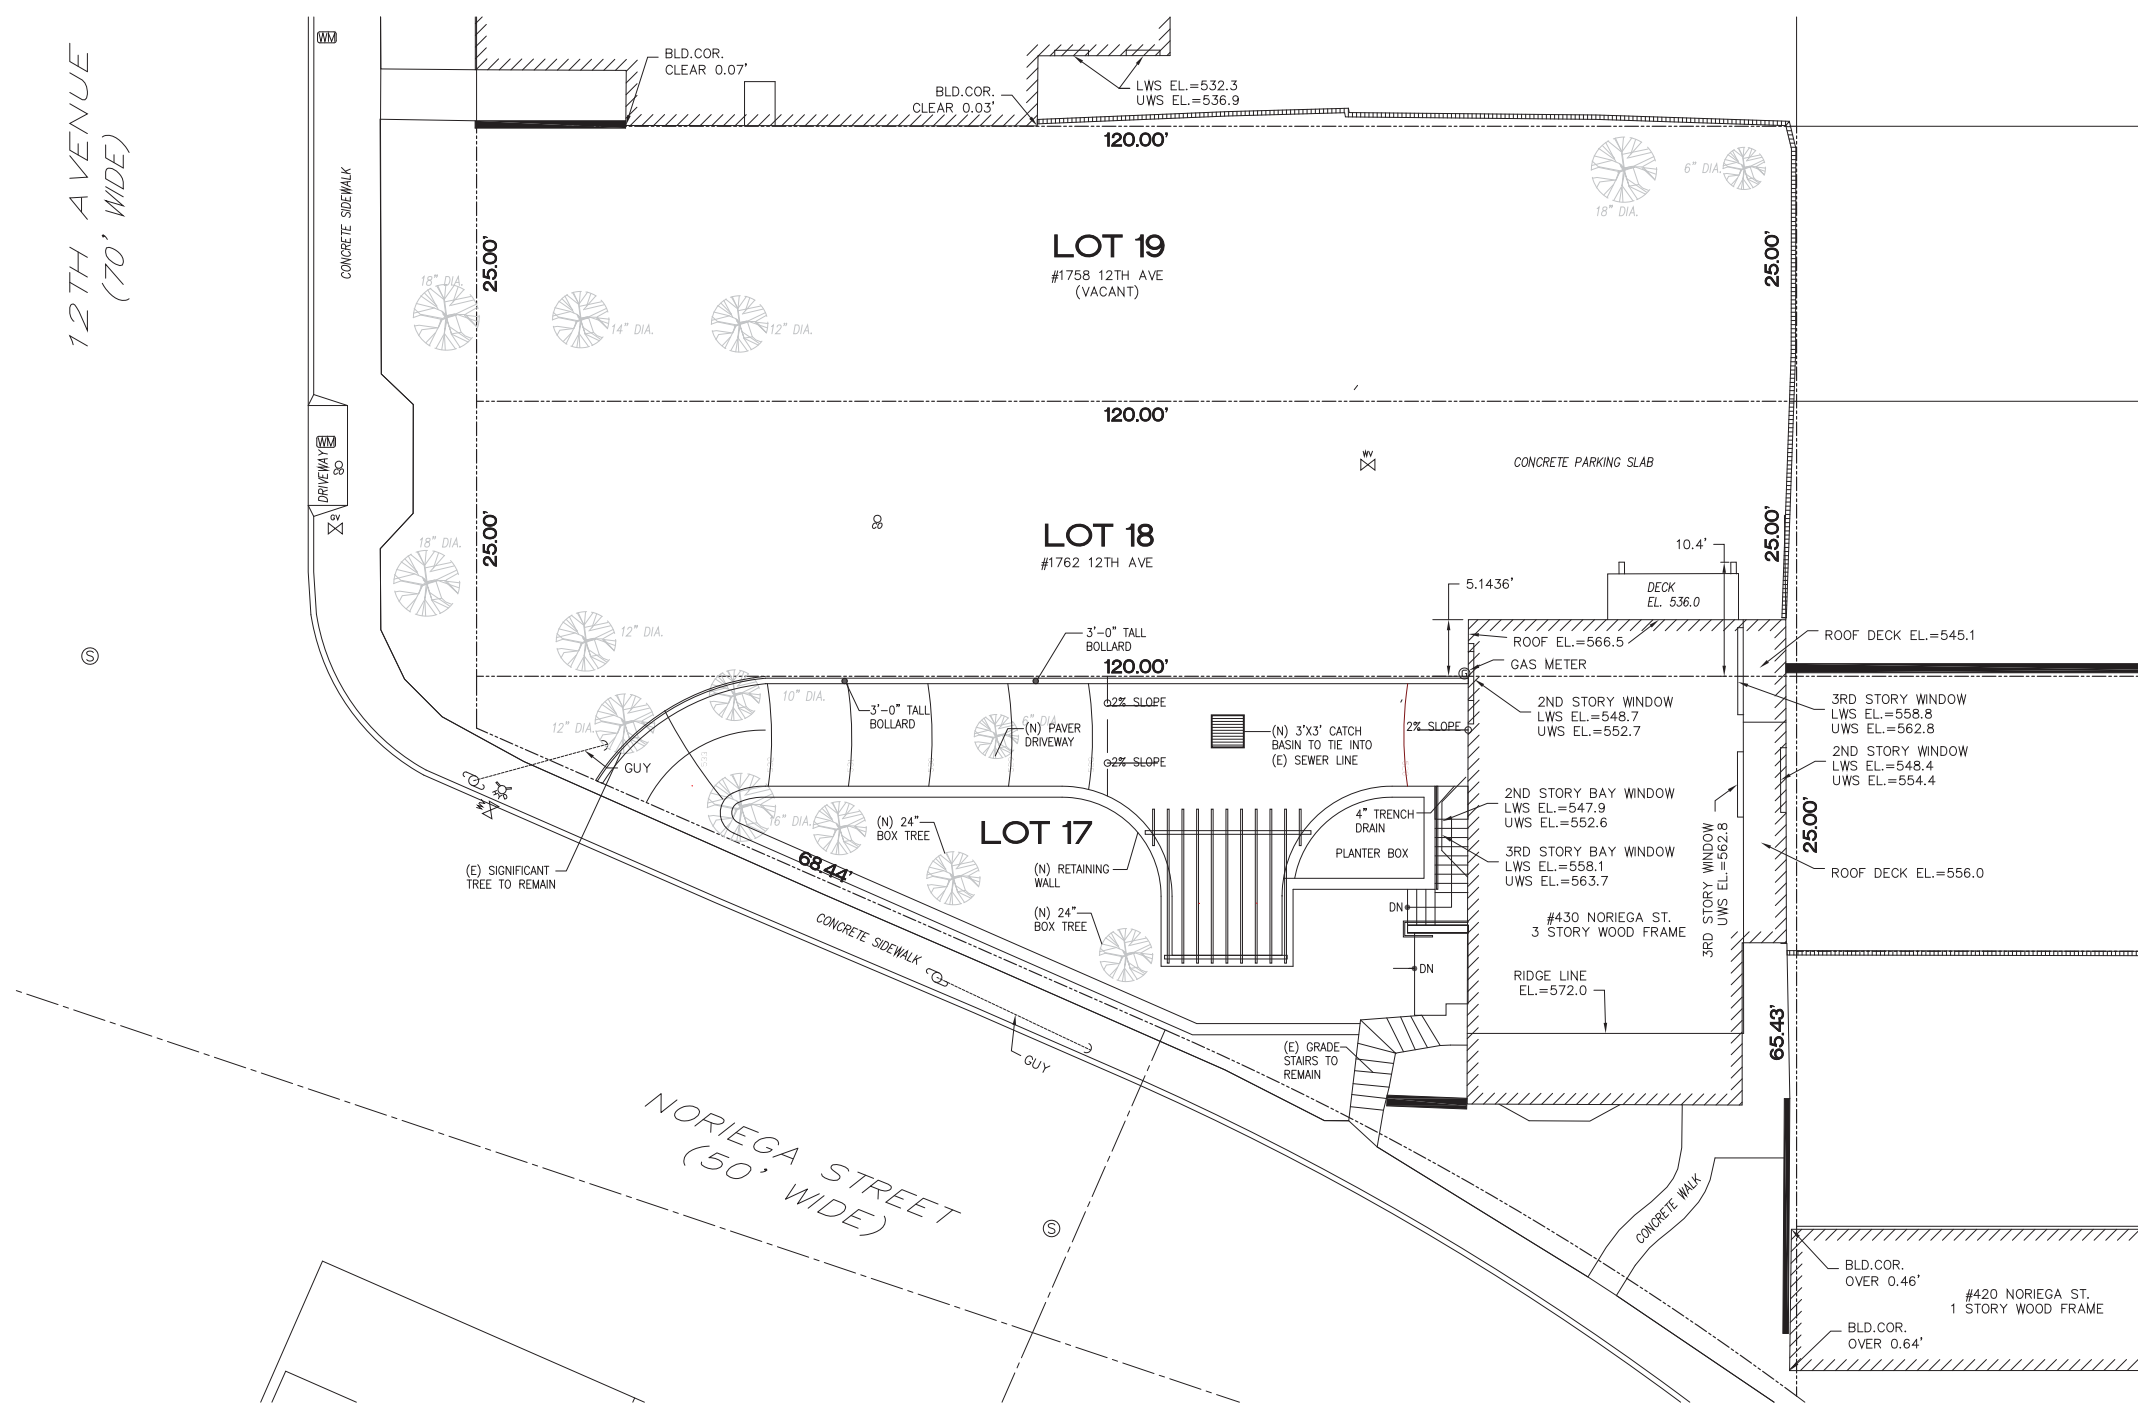 12TH AVENUE
(70' WIDE)
WM
CONCRETE SIDEWALK
BLD.COR.
CLEAR 0.07'
BLD.COR.
CLEAR 0.03'
LWS EL.=532.3
UWS EL.=536.9
120.00'
18" DIA.
6" DIA.
25.00'
LOT 19
#1758 12TH AVE
(VACANT)
25.00'
18" DIA.
14" DIA.
12" DIA.
120.00'
WM
DRIVEWAY
CO
GV
WV
CONCRETE PARKING SLAB
25.00'
CO
LOT 18
#1762 12TH AVE
25.00'
10.4'
5.1436'
DECK
EL. 536.0
18" DIA.
12" DIA.
S
3'-0" TALL
BOLLARD
120.00'
G
ROOF EL.=566.5
GAS METER
ROOF DECK EL.=545.1
10" DIA.
12" DIA.
3'-0" TALL
BOLLARD
6" DIA.
(N) PAVER
DRIVEWAY
2% SLOPE
2% SLOPE
(N) 3'X3' CATCH
BASIN TO TIE INTO
(E) SEWER LINE
2% SLOPE
2ND STORY WINDOW
LWS EL.=548.7
UWS EL.=552.7
3RD STORY WINDOW
LWS EL.=558.8
UWS EL.=562.8
2ND STORY WINDOW
LWS EL.=548.4
UWS EL.=554.4
GUY
WV
16" DIA.
(N) 24"
BOX TREE
LOT 17
4" TRENCH
DRAIN
PLANTER BOX
2ND STORY BAY WINDOW
LWS EL.=547.9
UWS EL.=552.6
3RD STORY BAY WINDOW
LWS EL.=558.1
UWS EL.=563.7
3RD STORY WINDOW
UWS EL.=562.8
25.00'
ROOF DECK EL.=556.0
68.44'
(E) SIGNIFICANT
TREE TO REMAIN
(N) RETAINING
WALL
(N) 24"
BOX TREE
DN
DN
#430 NORIEGA ST.
3 STORY WOOD FRAME
CONCRETE SIDEWALK
RIDGE LINE
EL.=572.0
65.43'
GUY
(E) GRADE
STAIRS TO
REMAIN
NORIEGA STREET
(50' WIDE)
S
CONCRETE WALK
BLD.COR.
OVER 0.46'
#420 NORIEGA ST.
1 STORY WOOD FRAME
BLD.COR.
OVER 0.64'